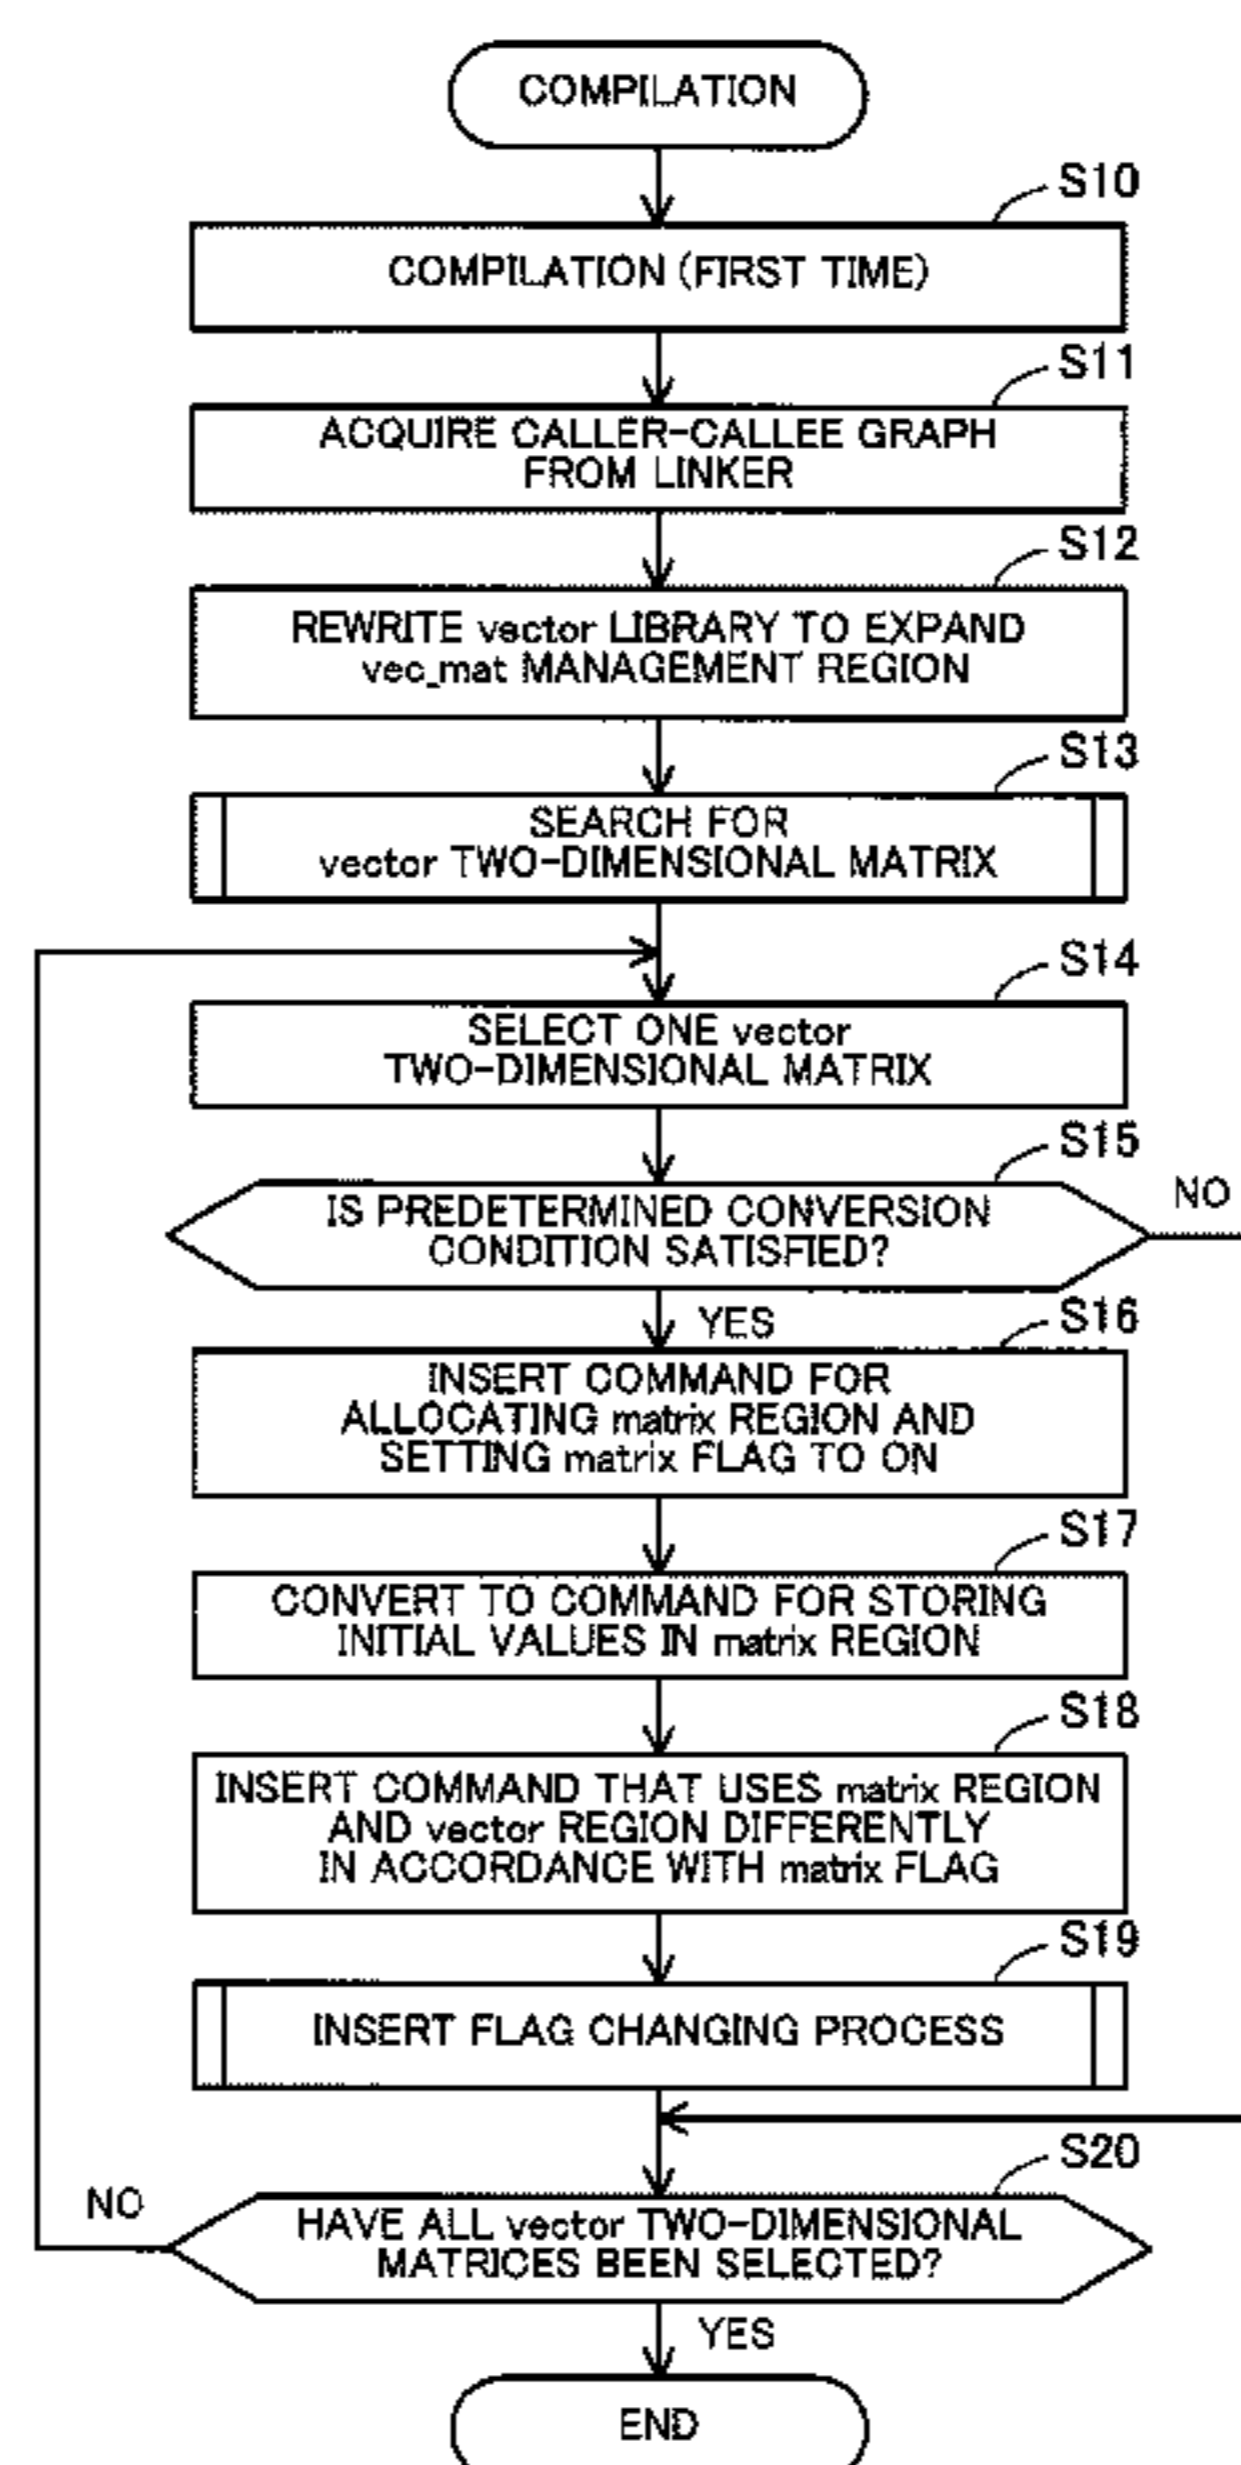 COMPILATION
S10
COMPILATION (FIRST TIME)
S11
ACQUIRE CALLER-CALLEE GRAPH
FROM LINKER
S12
REWRITE vector LIBRARY TO EXPAND
vec_mat MANAGEMENT REGION
S13
SEARCH FOR
vector TWO-DIMENSIONAL MATRIX
S14
SELECT ONE vector
TWO-DIMENSIONAL MATRIX
S15
IS PREDETERMINED CONVERSION
CONDITION SATISFIED?
NO
YES
S16
INSERT COMMAND FOR
ALLOCATING matrix REGION AND
SETTING matrix FLAG TO ON
S17
CONVERT TO COMMAND FOR STORING
INITIAL VALUES IN matrix REGION
S18
INSERT COMMAND THAT USES matrix REGION
AND vector REGION DIFFERENTLY
IN ACCORDANCE WITH matrix FLAG
S19
INSERT FLAG CHANGING PROCESS
S20
NO
HAVE ALL vector TWO-DIMENSIONAL
MATRICES BEEN SELECTED?
YES
END